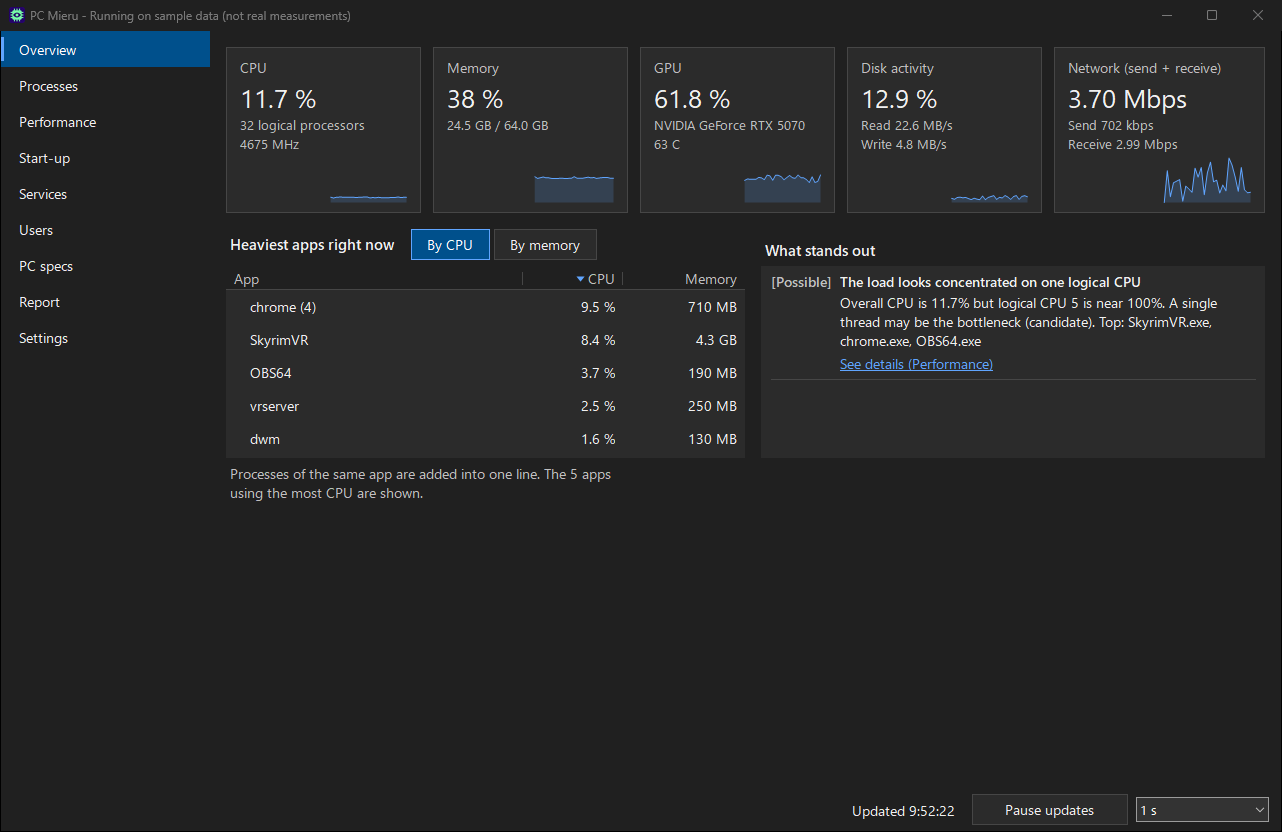 PC Mieru - Running on sample data (not real measurements)
Overview
Processes
Performance
Start-up
Services
Users
PC specs
Report
Settings
CPU
11.7 %
32 logical processors
4675 MHz
Memory
38 %
24.5 GB / 64.0 GB
GPU
61.8 %
NVIDIA GeForce RTX 5070
63 C
Disk activity
12.9 %
Read 22.6 MB/s
Write 4.8 MB/s
Network (send + receive)
3.70 Mbps
Send 702 kbps
Receive 2.99 Mbps
Heaviest apps right now
By CPU
By memory
App CPU Memory
chrome (4) 9.5 % 710 MB
SkyrimVR 8.4 % 4.3 GB
OBS64 3.7 % 190 MB
vrserver 2.5 % 250 MB
dwm 1.6 % 130 MB
Processes of the same app are added into one line. The 5 apps
using the most CPU are shown.
What stands out
[Possible] The load looks concentrated on one logical CPU
Overall CPU is 11.7% but logical CPU 5 is near 100%. A single
thread may be the bottleneck (candidate). Top: SkyrimVR.exe,
chrome.exe, OBS64.exe
See details (Performance)
Updated 9:52:22
Pause updates
1 s